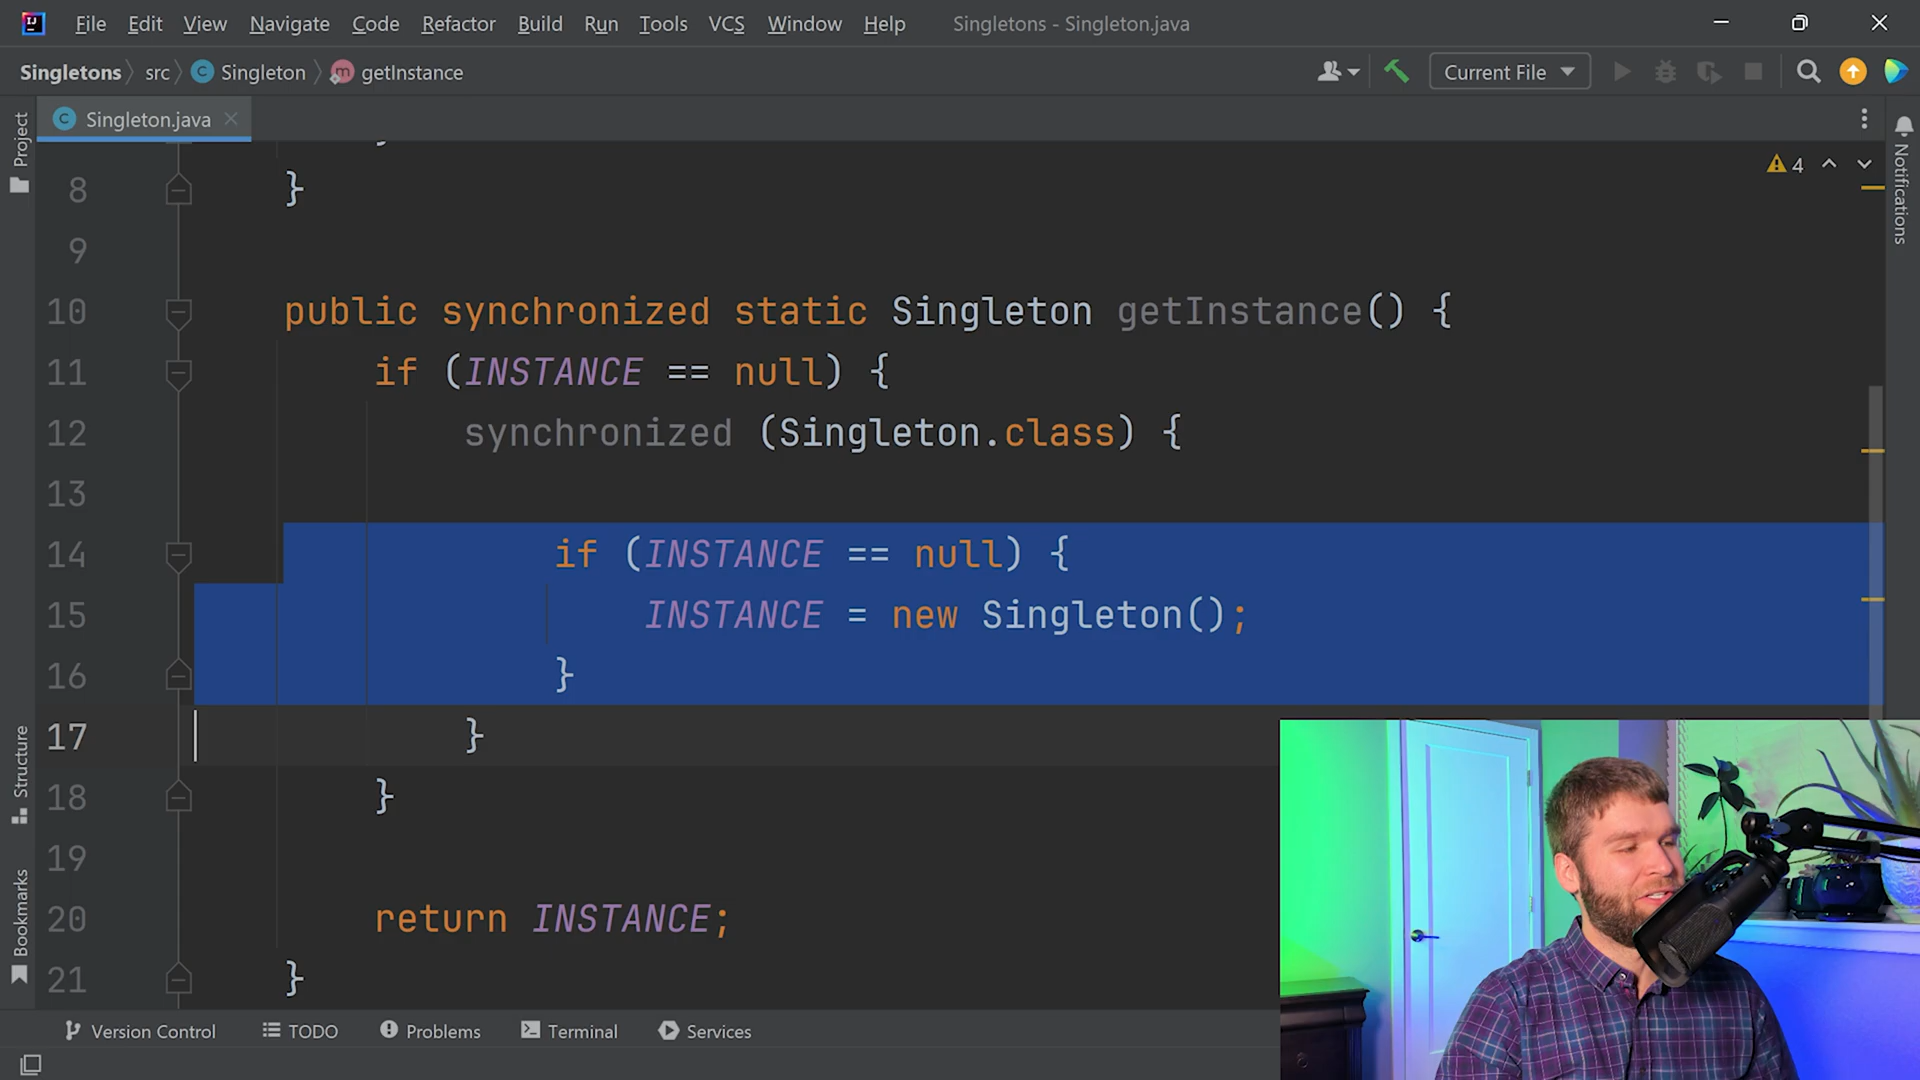 File Edit View Navigate Code Refactor Build Run Tools VCS Window Help Singletons - Singleton.java
Singletons src Singleton getInstance Current File
Project
Singleton.java
Notifications
4
8 }
9
10 public synchronized static Singleton getInstance() {
11 if (INSTANCE == null) {
12 synchronized (Singleton.class) {
13
14 if (INSTANCE == null) {
15 INSTANCE = new Singleton();
16 }
17 }
18 }
19
20 return INSTANCE;
21 }
Structure
Bookmarks
Version Control TODO Problems Terminal Services